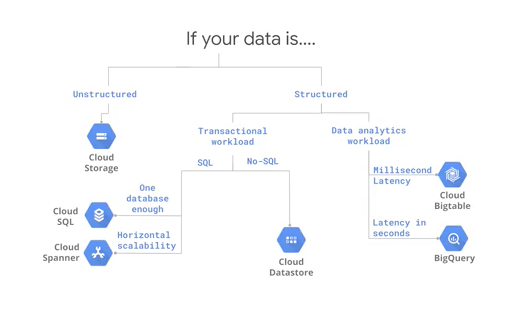 If your data is....
Unstructured
Structured
Cloud
Storage
Transactional
workload
Data analytics
workload
SQL
No-SQL
Millisecond
Latency
Cloud
Bigtable
One
database
enough
Cloud
SQL
Horizontal
scalability
Cloud
Spanner
Cloud
Datastore
Latency in
seconds
BigQuery